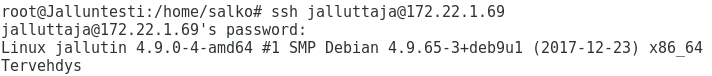 root@Jalluntesti:/home/salko# ssh jalluttaja@172.22.1.69
jalluttaja@172.22.1.69's password:
Linux jallutin 4.9.0-4-amd64 #1 SMP Debian 4.9.65-3+deb9u1 (2017-12-23) x86_64
Tervehdys